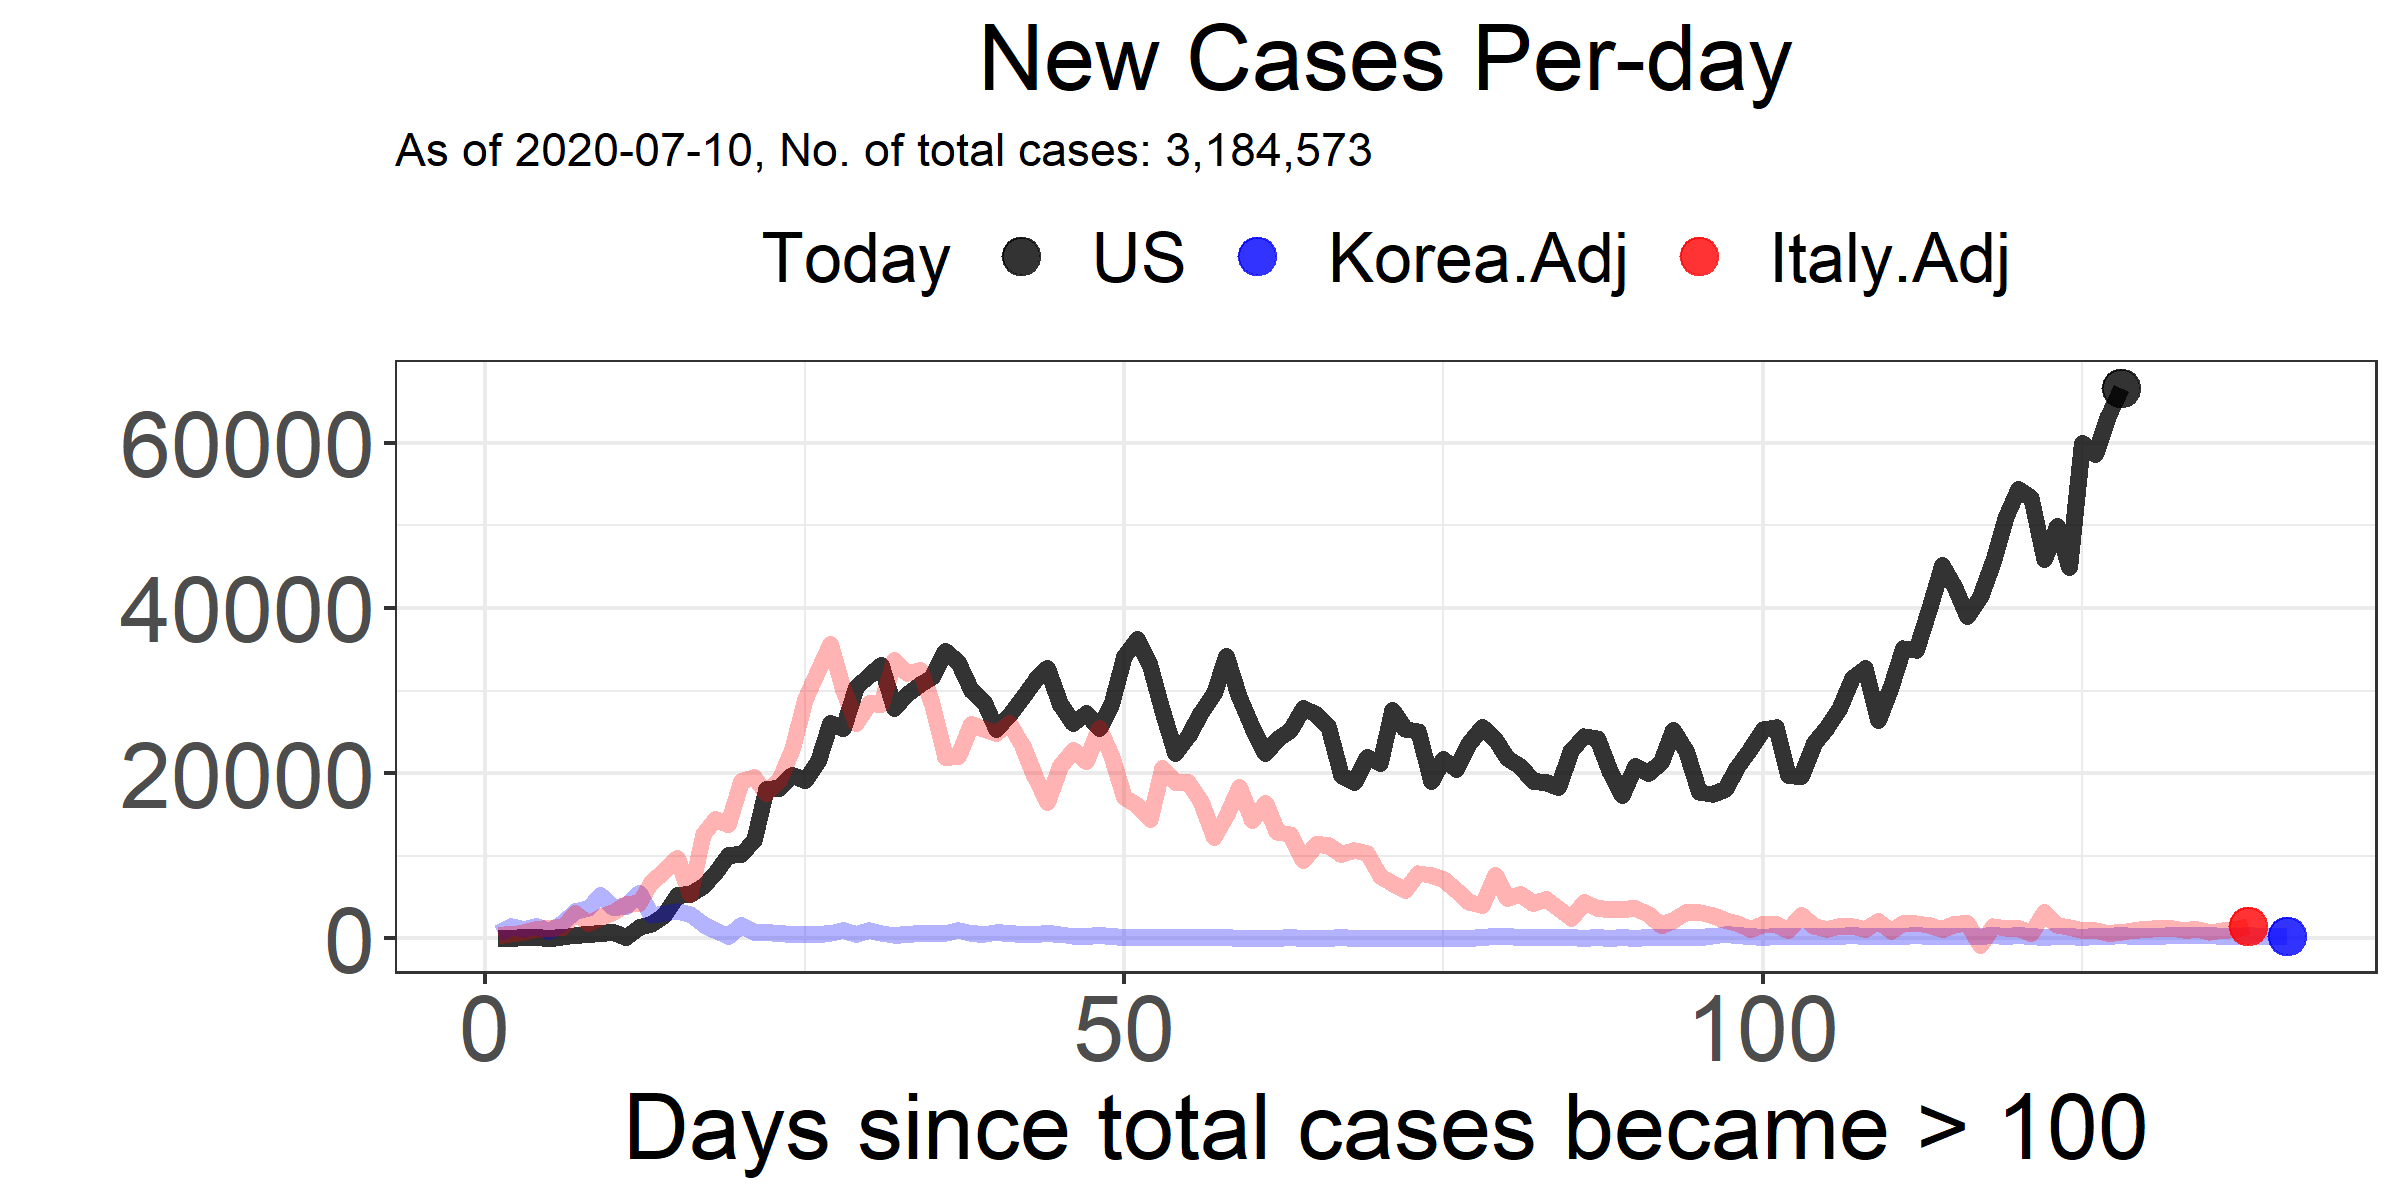 New Cases Per-day
As of 2020-07-10, No. of total cases: 3,184,573
Today US Korea.Adj Italy.Adj
60000
40000
20000
0
0 50 100
Days since total cases became > 100